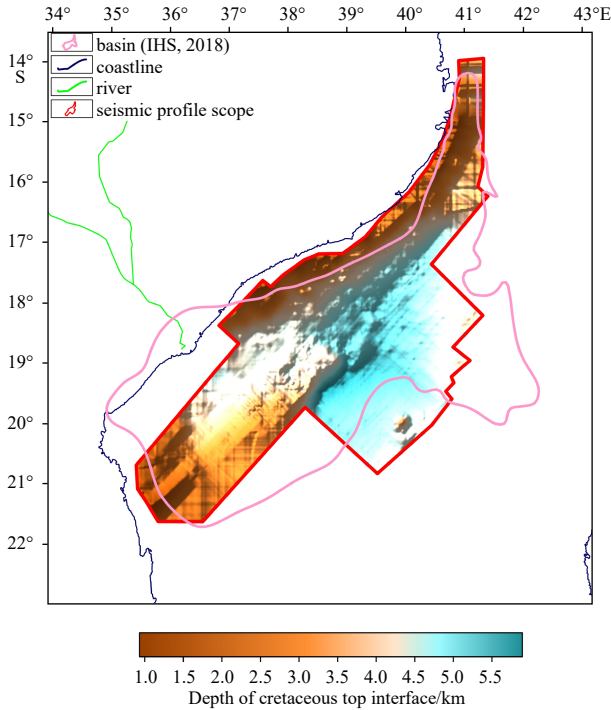 35° 36° 37° 38° 39° 40° 41° 42° 43°E
14°
S
basin (IHS, 2018)
coastline
river
seismic profile scope
15°
16°
17°
18°
19°
20°
21°
22°
1.0 1.5 2.0 2.5 3.0 3.5 4.0 4.5 5.0 5.5
Depth of cretaceous top interface/km